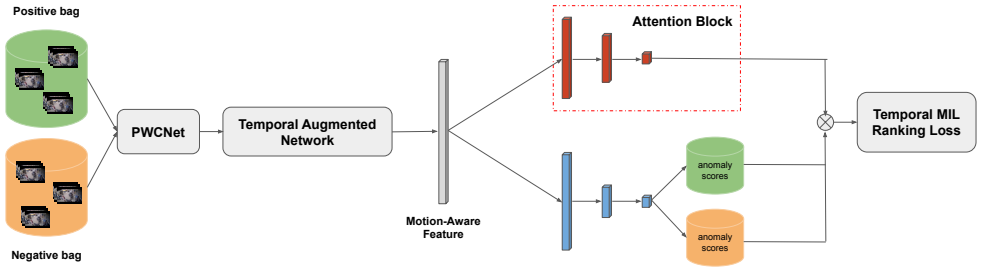 Positive bag
Negative bag
PWCNet
Temporal Augmented
Network
Motion-Aware
Feature
Attention Block
anomaly
scores
anomaly
scores
Temporal MIL
Ranking Loss